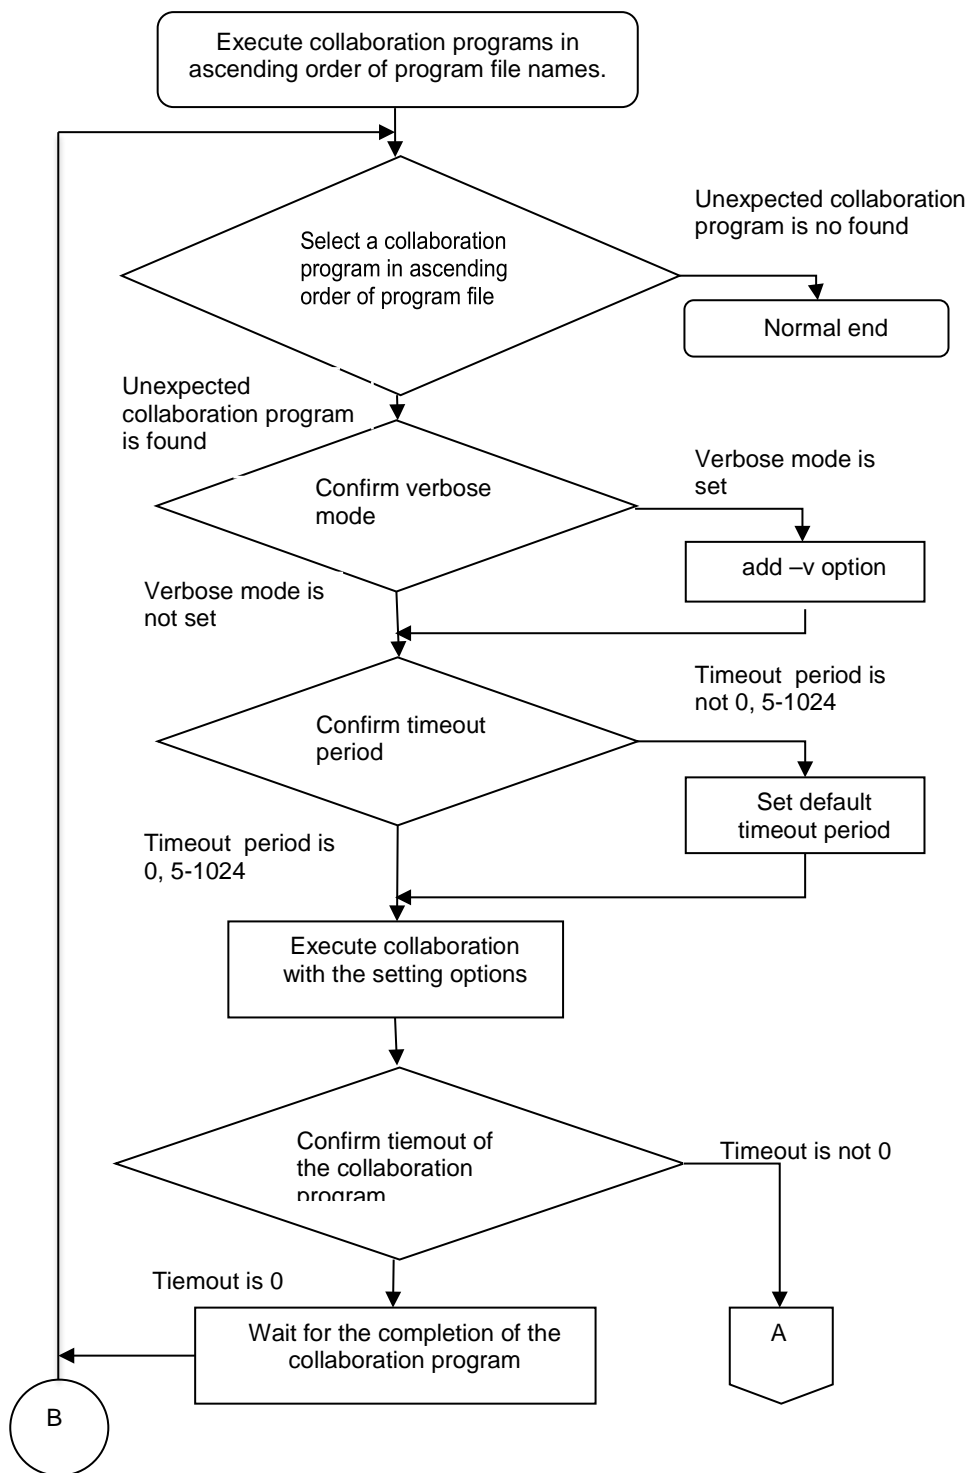 Execute collaboration programs in
ascending order of program file names.
Unexpected collaboration
program is no found
Select a collaboration
program in ascending
order of program file
Normal end
Unexpected
collaboration program
is found
Confirm verbose
mode
Verbose mode is
set
add –v option
Verbose mode is
not set
Timeout  period is
not 0, 5-1024
Confirm timeout
period
Set default
timeout period
Timeout  period is
0, 5-1024
Execute collaboration
with the setting options
Confirm tiemout of
the collaboration
program
Timeout is not 0
Tiemout is 0
Wait for the completion of the
collaboration program
A
B